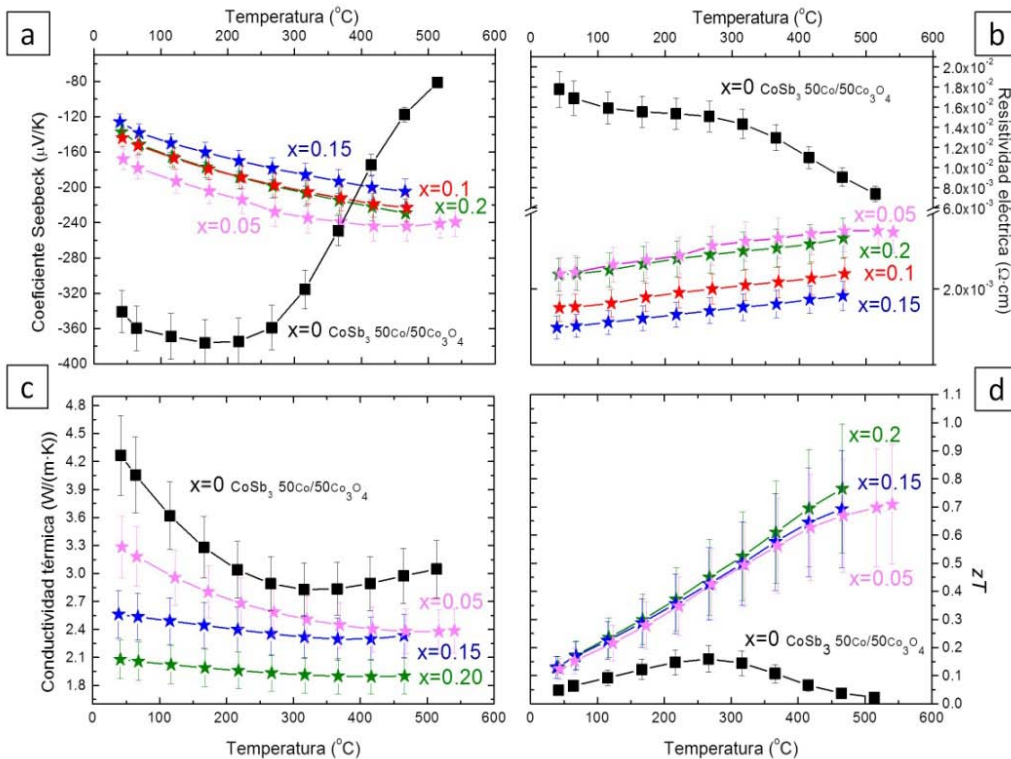 Temperatura (°C)
0 100 200 300 400 500 600
a
Coeficiente Seebeck (μV/K)
-80
-120
-160
-200
-240
-280
-320
-360
-400
x=0.15
x=0.1
x=0.2
x=0.05
x=0 CoSb₃ 50Co/50Co₃O₄
Temperatura (°C)
0 100 200 300 400 500 600
b
Resistividad eléctrica (Ω·cm)
2.0x10⁻²
1.8x10⁻²
1.6x10⁻²
1.4x10⁻²
1.2x10⁻²
1.0x10⁻²
8.0x10⁻³
6.0x10⁻³
2.0x10⁻³
x=0 CoSb₃ 50Co/50Co₃O₄
x=0.05
x=0.2
x=0.1
x=0.15
c
Conductividad térmica (W/(m·K))
4.8
4.5
4.2
3.9
3.6
3.3
3.0
2.7
2.4
2.1
1.8
x=0 CoSb₃ 50Co/50Co₃O₄
x=0.05
x=0.15
x=0.20
0 100 200 300 400 500 600
Temperatura (°C)
d
zT
1.1
1.0
0.9
0.8
0.7
0.6
0.5
0.4
0.3
0.2
0.1
0.0
x=0.2
x=0.15
x=0.05
x=0 CoSb₃ 50Co/50Co₃O₄
0 100 200 300 400 500 600
Temperatura (°C)